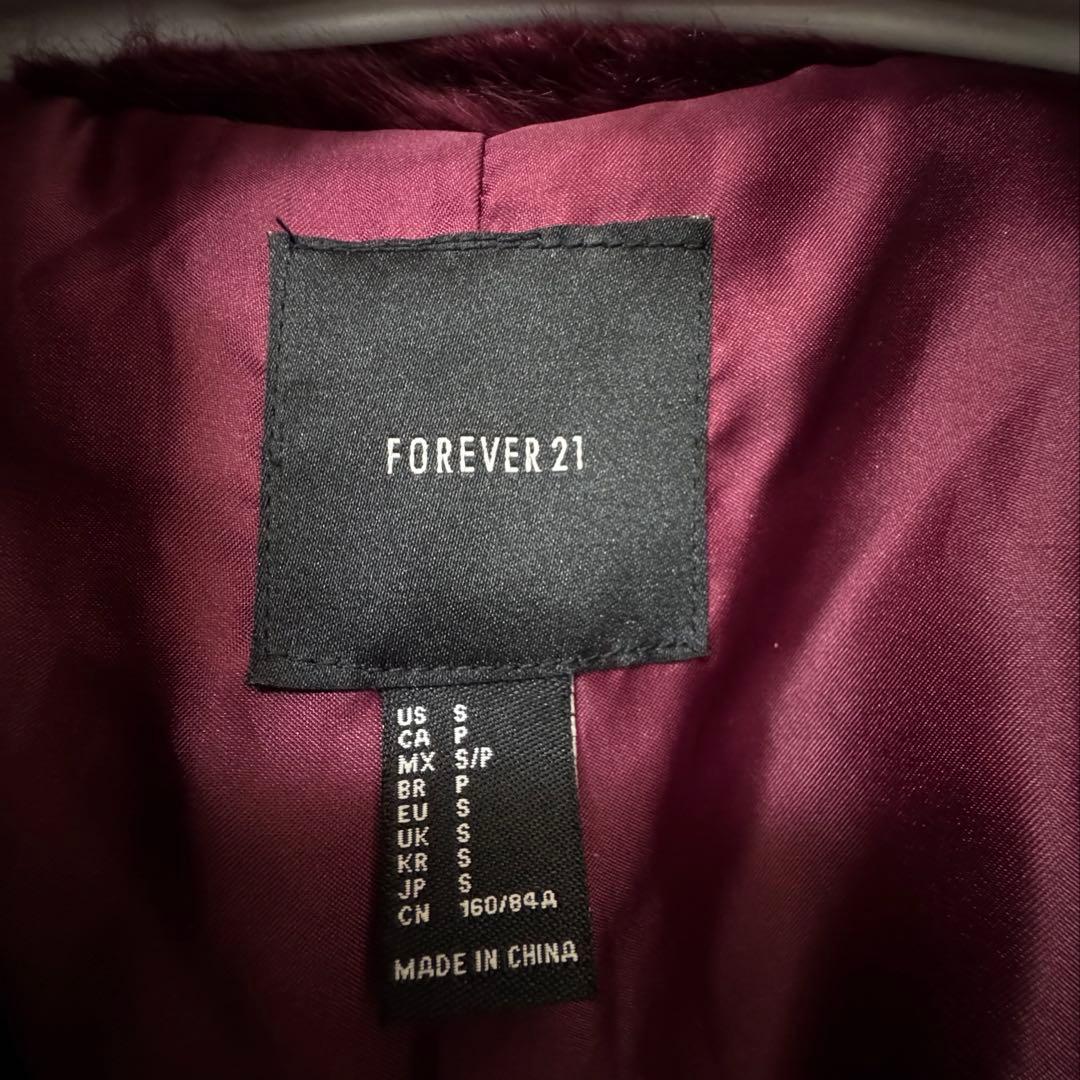 FOREVER 21
US S
CA P
MX S/P
BR P
EU S
UK S
KR S
JP S
CN 160/84A
MADE IN CHINA